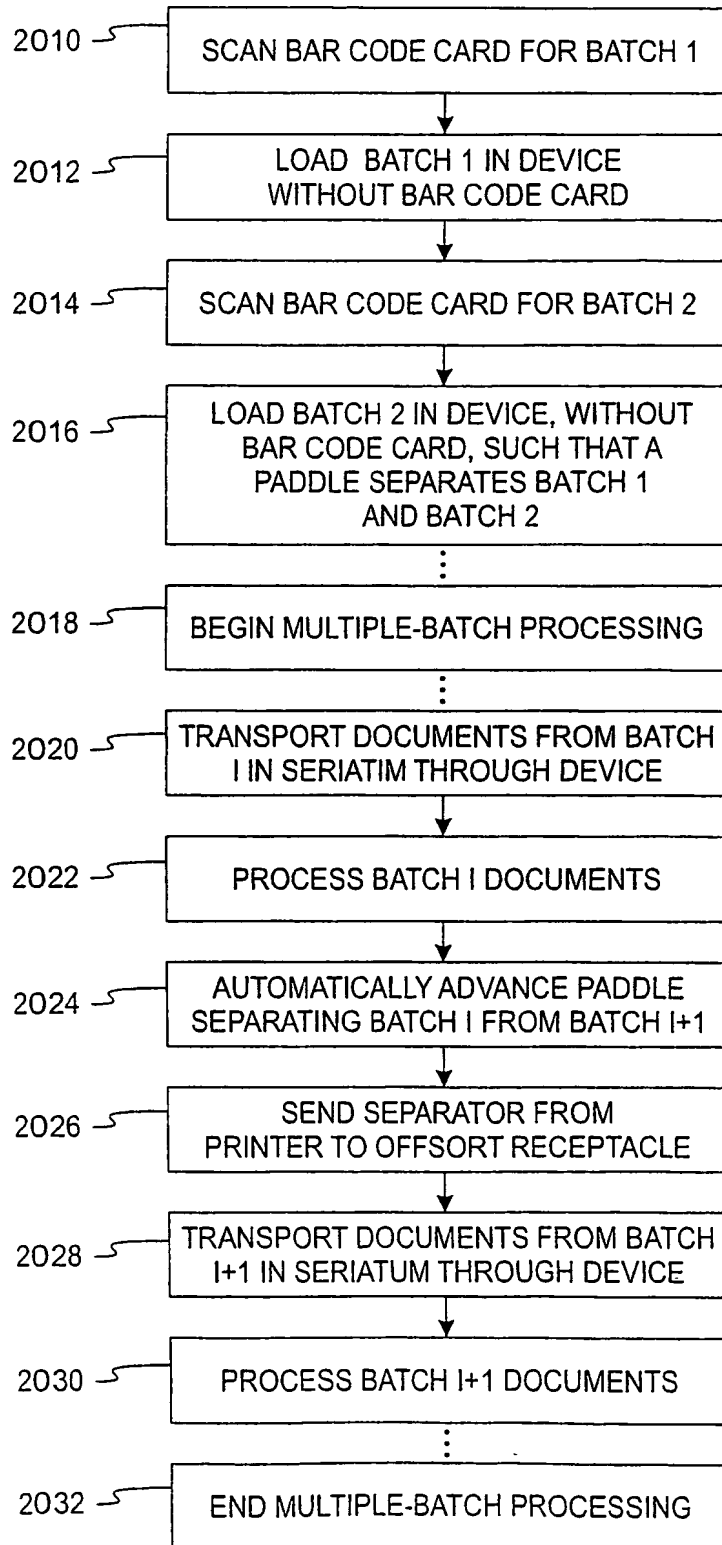 2010
SCAN BAR CODE CARD FOR BATCH 1
2012
LOAD BATCH 1 IN DEVICE
WITHOUT BAR CODE CARD
2014
SCAN BAR CODE CARD FOR BATCH 2
2016
LOAD BATCH 2 IN DEVICE, WITHOUT
BAR CODE CARD, SUCH THAT A
PADDLE SEPARATES BATCH 1
AND BATCH 2
2018
BEGIN MULTIPLE-BATCH PROCESSING
2020
TRANSPORT DOCUMENTS FROM BATCH
I IN SERIATIM THROUGH DEVICE
2022
PROCESS BATCH I DOCUMENTS
2024
AUTOMATICALLY ADVANCE PADDLE
SEPARATING BATCH I FROM BATCH I+1
2026
SEND SEPARATOR FROM
PRINTER TO OFFSORT RECEPTACLE
2028
TRANSPORT DOCUMENTS FROM BATCH
I+1 IN SERIATUM THROUGH DEVICE
2030
PROCESS BATCH I+1 DOCUMENTS
2032
END MULTIPLE-BATCH PROCESSING